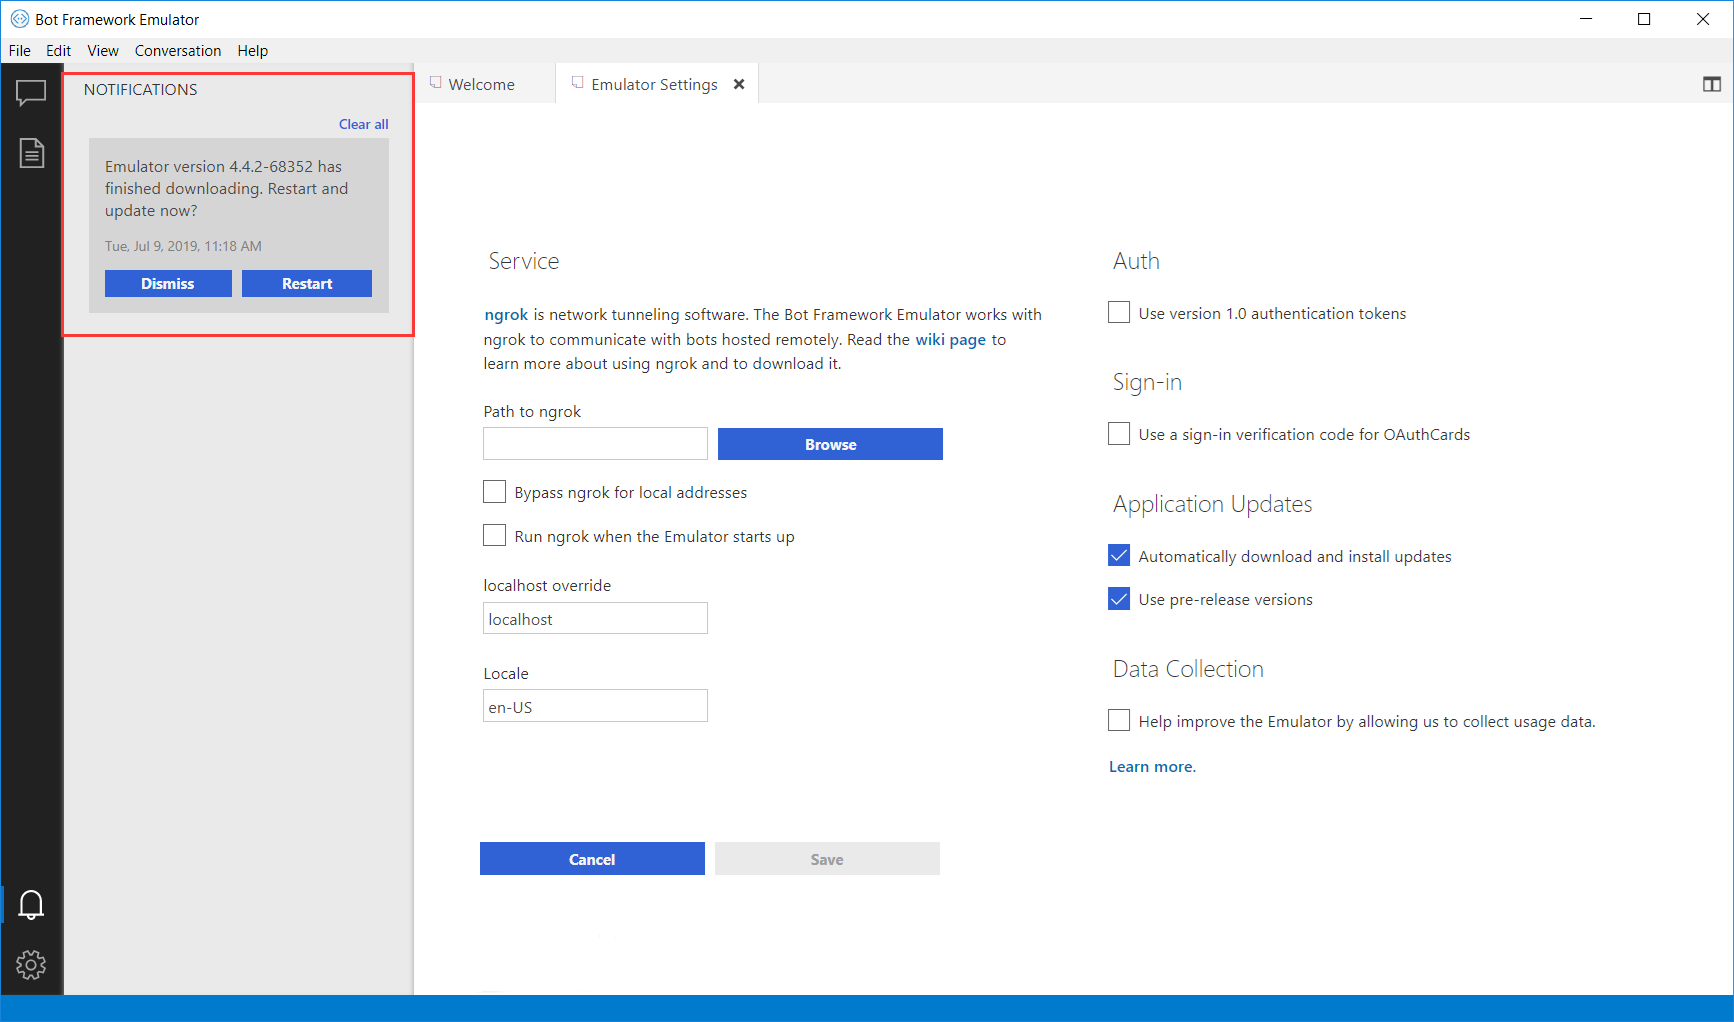 Bot Framework Emulator
File Edit View Conversation Help
NOTIFICATIONS
Clear all
Emulator version 4.4.2-68352 has
finished downloading. Restart and
update now?
Tue, Jul 9, 2019, 11:18 AM
Dismiss Restart
Welcome Emulator Settings
Service
ngrok is network tunneling software. The Bot Framework Emulator works with
ngrok to communicate with bots hosted remotely. Read the wiki page to
learn more about using ngrok and to download it.
Path to ngrok
Browse
Bypass ngrok for local addresses
Run ngrok when the Emulator starts up
localhost override
localhost
Locale
en-US
Cancel Save
Auth
Use version 1.0 authentication tokens
Sign-in
Use a sign-in verification code for OAuthCards
Application Updates
Automatically download and install updates
Use pre-release versions
Data Collection
Help improve the Emulator by allowing us to collect usage data.
Learn more.